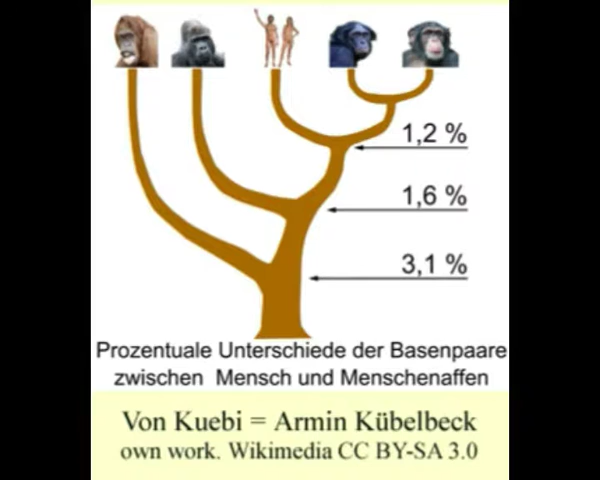 1,2 %
1,6 %
3,1 %
Prozentuale Unterschiede der Basenpaare
zwischen Mensch und Menschenaffen
Von Kuebi = Armin Kübelbeck
own work. Wikimedia CC BY-SA 3.0